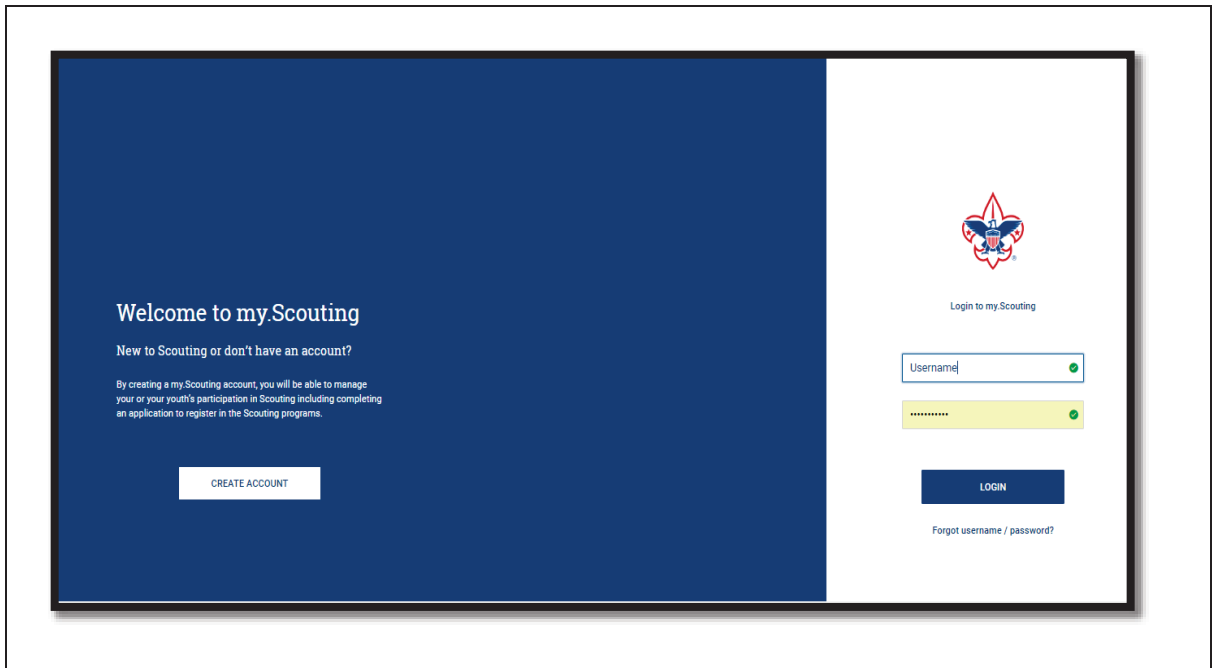 Welcome to my.Scouting
New to Scouting or don't have an account?
By creating a my.Scouting account, you will be able to manage
your or your youth's participation in Scouting including completing
an application to register in the Scouting programs.
CREATE ACCOUNT
®
Login to my.Scouting
Username
•••••••••••
LOGIN
Forgot username / password?